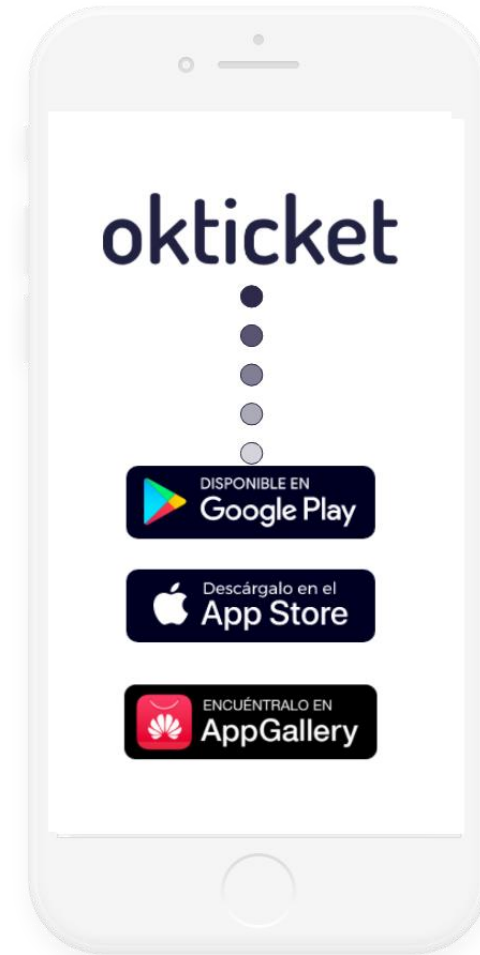 okticket
DISPONIBLE EN
Google Play
Descárgalo en el
App Store
ENCUÉNTRALO EN
AppGallery